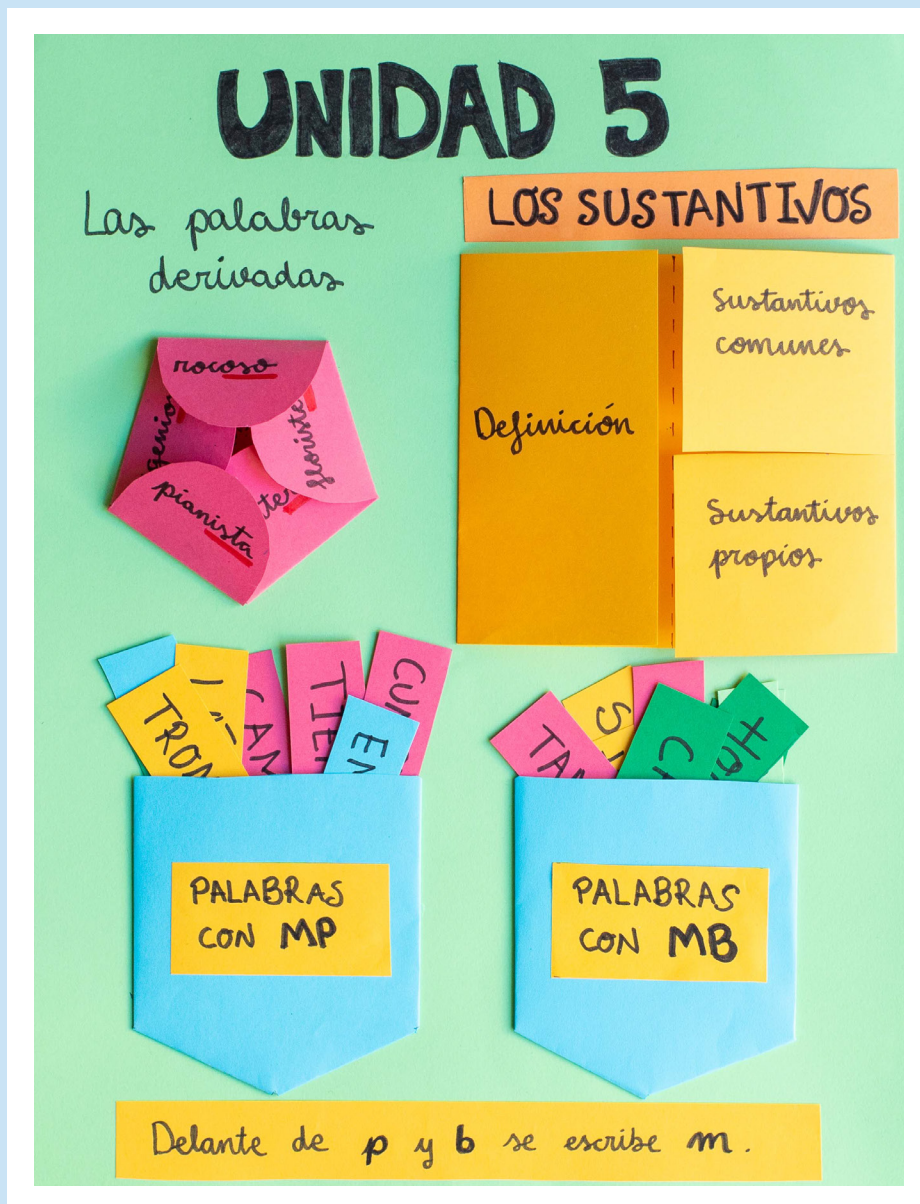 UNIDAD 5
Las palabras
derivadas
rocoso
pianista
LOS SUSTANTIVOS
Definición
Sustantivos
comunes
Sustantivos
propios
PALABRAS
CON MP
PALABRAS
CON MB
Delante de p y b se escribe m.